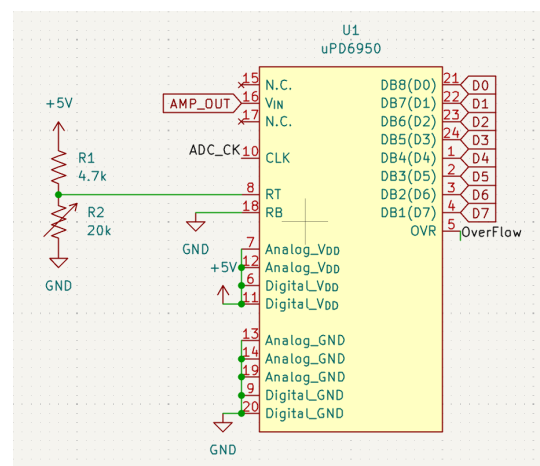 U1
uPD6950
15 N.C. DB8(D0) 21 D0
AMP_OUT 16 VIN DB7(D1) 22 D1
17 N.C. DB6(D2) 23 D2
DB5(D3) 24 D3
ADC_CK 10 CLK DB4(D4) 1 D4
DB3(D5) 2 D5
8 RT DB2(D6) 3 D6
18 RB DB1(D7) 4 D7
OVR 5 OverFlow
+5V
R1
4.7k
R2
20k
GND
GND
7 Analog_VDD
+5V 12 Analog_VDD
6 Digital_VDD
11 Digital_VDD
13 Analog_GND
14 Analog_GND
19 Analog_GND
9 Digital_GND
20 Digital_GND
GND